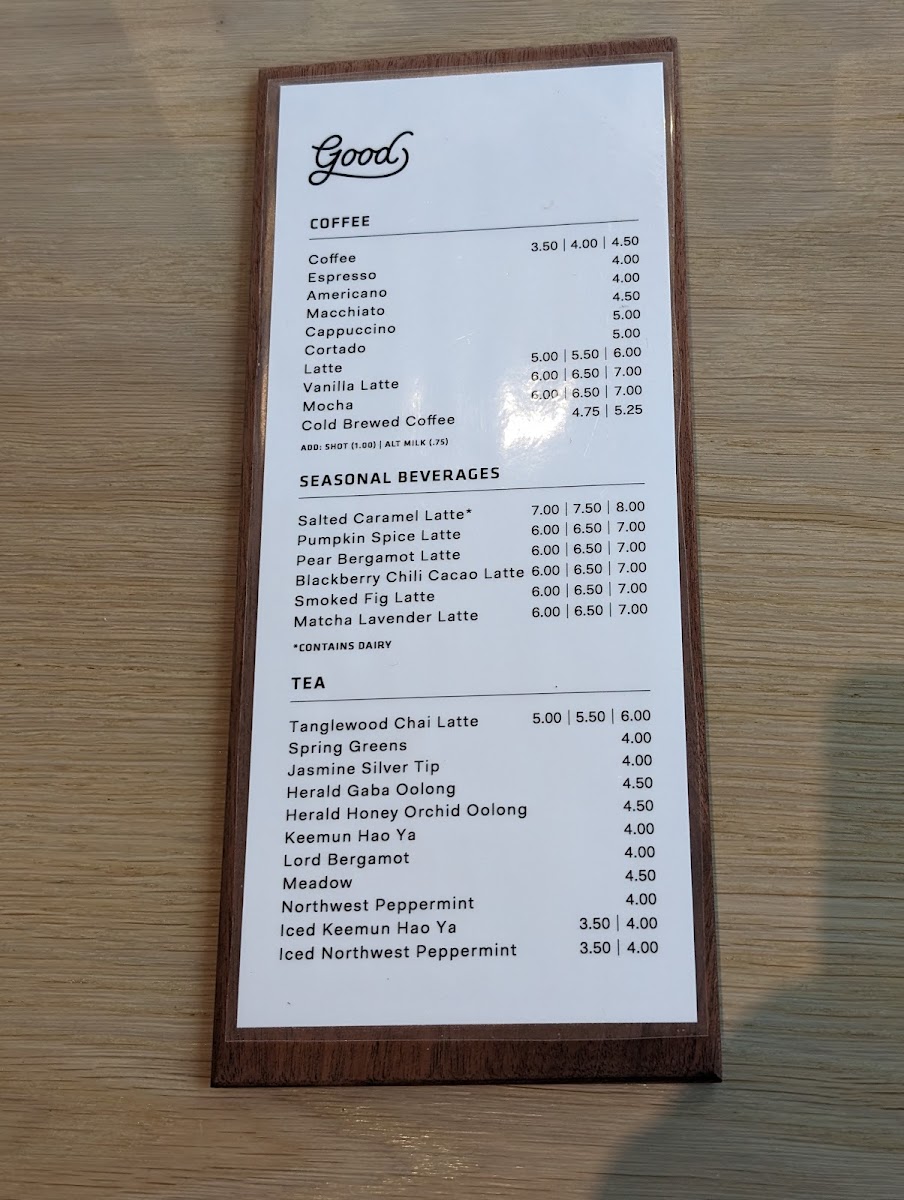 Good
COFFEE
Coffee 3.50 | 4.00 | 4.50
Espresso 4.00
Americano 4.00
Macchiato 4.50
Cappuccino 5.00
Cortado 5.00
Latte 5.00 | 5.50 | 6.00
Vanilla Latte 6.00 | 6.50 | 7.00
Mocha 6.00 | 6.50 | 7.00
Cold Brewed Coffee 4.75 | 5.25
ADD: SHOT (1.00) | ALT MILK (.75)
SEASONAL BEVERAGES
Salted Caramel Latte* 7.00 | 7.50 | 8.00
Pumpkin Spice Latte 6.00 | 6.50 | 7.00
Pear Bergamot Latte 6.00 | 6.50 | 7.00
Blackberry Chili Cacao Latte 6.00 | 6.50 | 7.00
Smoked Fig Latte 6.00 | 6.50 | 7.00
Matcha Lavender Latte 6.00 | 6.50 | 7.00
*CONTAINS DAIRY
TEA
Tanglewood Chai Latte 5.00 | 5.50 | 6.00
Spring Greens 4.00
Jasmine Silver Tip 4.00
Herald Gaba Oolong 4.50
Herald Honey Orchid Oolong 4.50
Keemun Hao Ya 4.00
Lord Bergamot 4.00
Meadow 4.50
Northwest Peppermint 4.00
Iced Keemun Hao Ya 3.50 | 4.00
Iced Northwest Peppermint 3.50 | 4.00